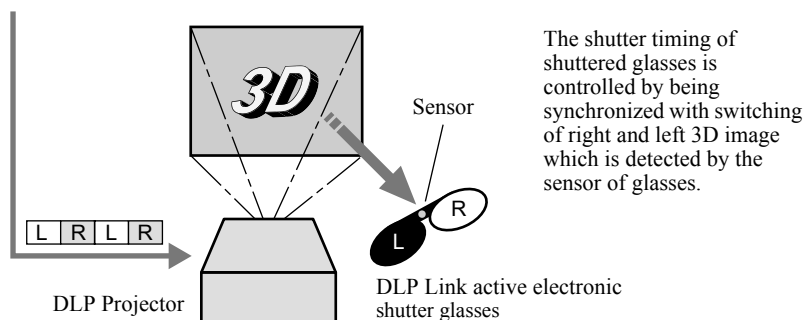 The shutter timing of
shuttered glasses is
controlled by being
synchronized with switching
of right and left 3D image
which is detected by the
sensor of glasses.
3D
Sensor
R
L
L R L R
DLP Projector
DLP Link active electronic
shutter glasses